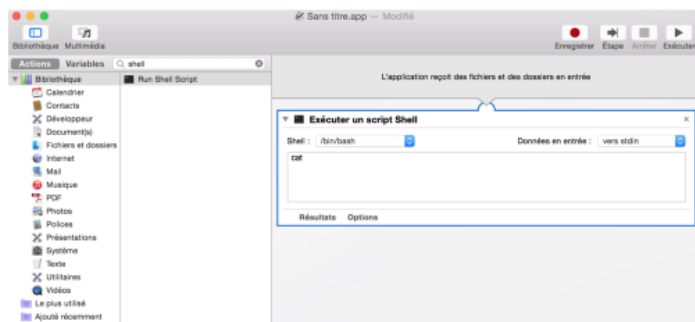 Sans titre.app — Modifié
Bibliothèque Multimédia
Enregistrer Étape Arrêter Exécuter
Actions Variables shell
Bibliothèque
Calendrier
Contacts
Développeur
Document(s)
Fichiers et dossiers
Internet
Mail
Musique
PDF
Photos
Polices
Présentations
Système
Texte
Utilitaires
Vidéos
Le plus utilisé
Ajouté récemment
Run Shell Script
L'application reçoit des fichiers et des dossiers en entrée
Exécuter un script Shell
Shell : /bin/bash Données en entrée : vers stdin
cat
Résultats Options